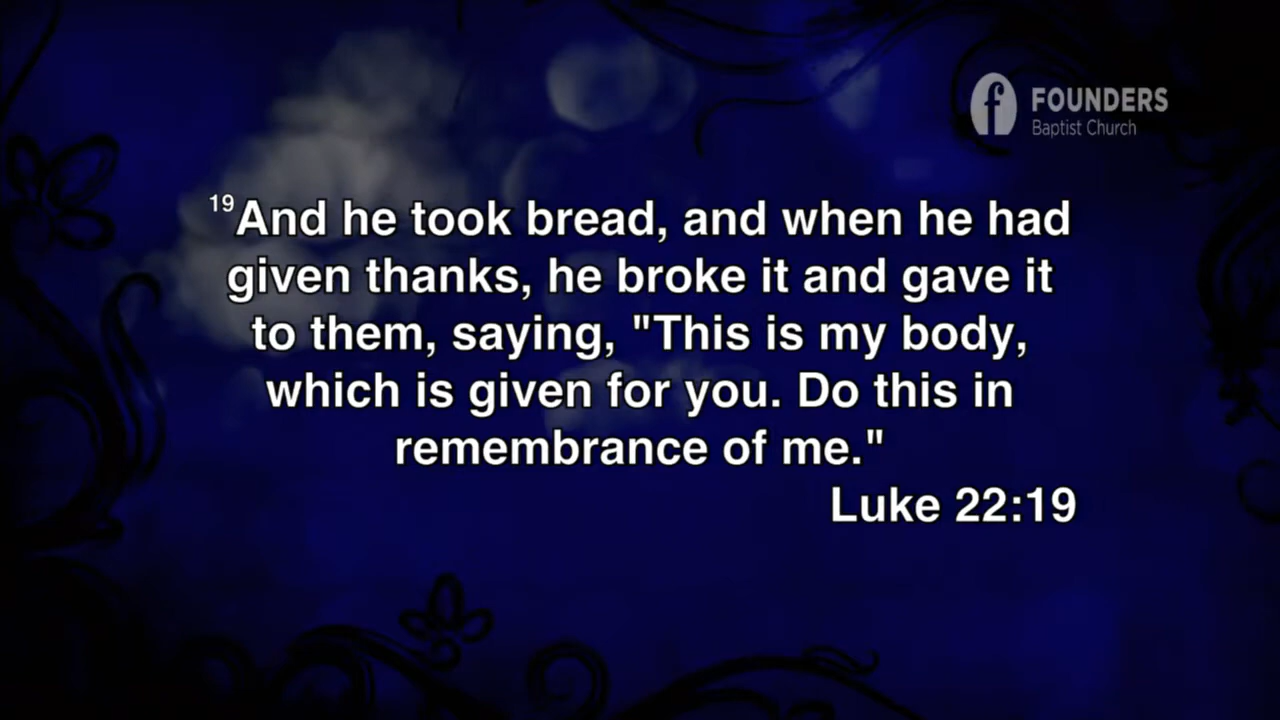 FOUNDERS
Baptist Church
19And he took bread, and when he had
given thanks, he broke it and gave it
to them, saying, "This is my body,
which is given for you. Do this in
remembrance of me."
Luke 22:19